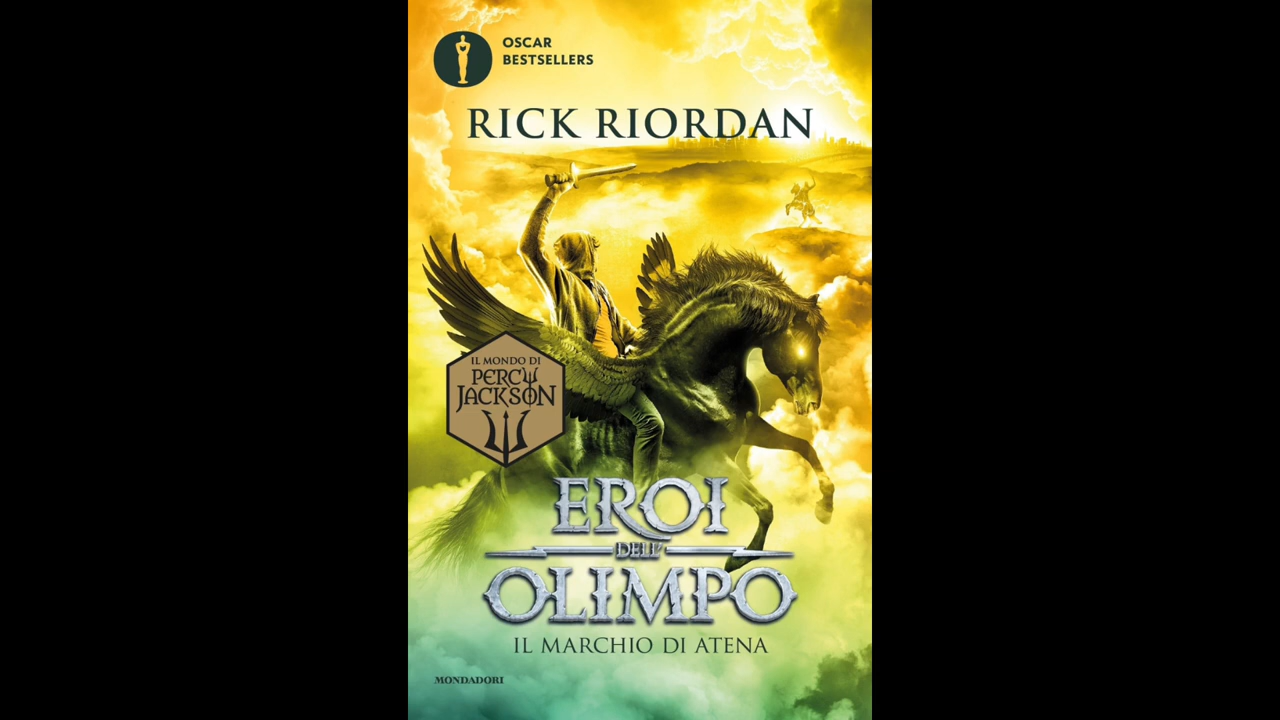 OSCAR
BESTSELLERS
RICK RIORDAN
IL MONDO DI
PERCY
JACKSON
EROI
DELL'
OLIMPO
IL MARCHIO DI ATENA
MONDADORI